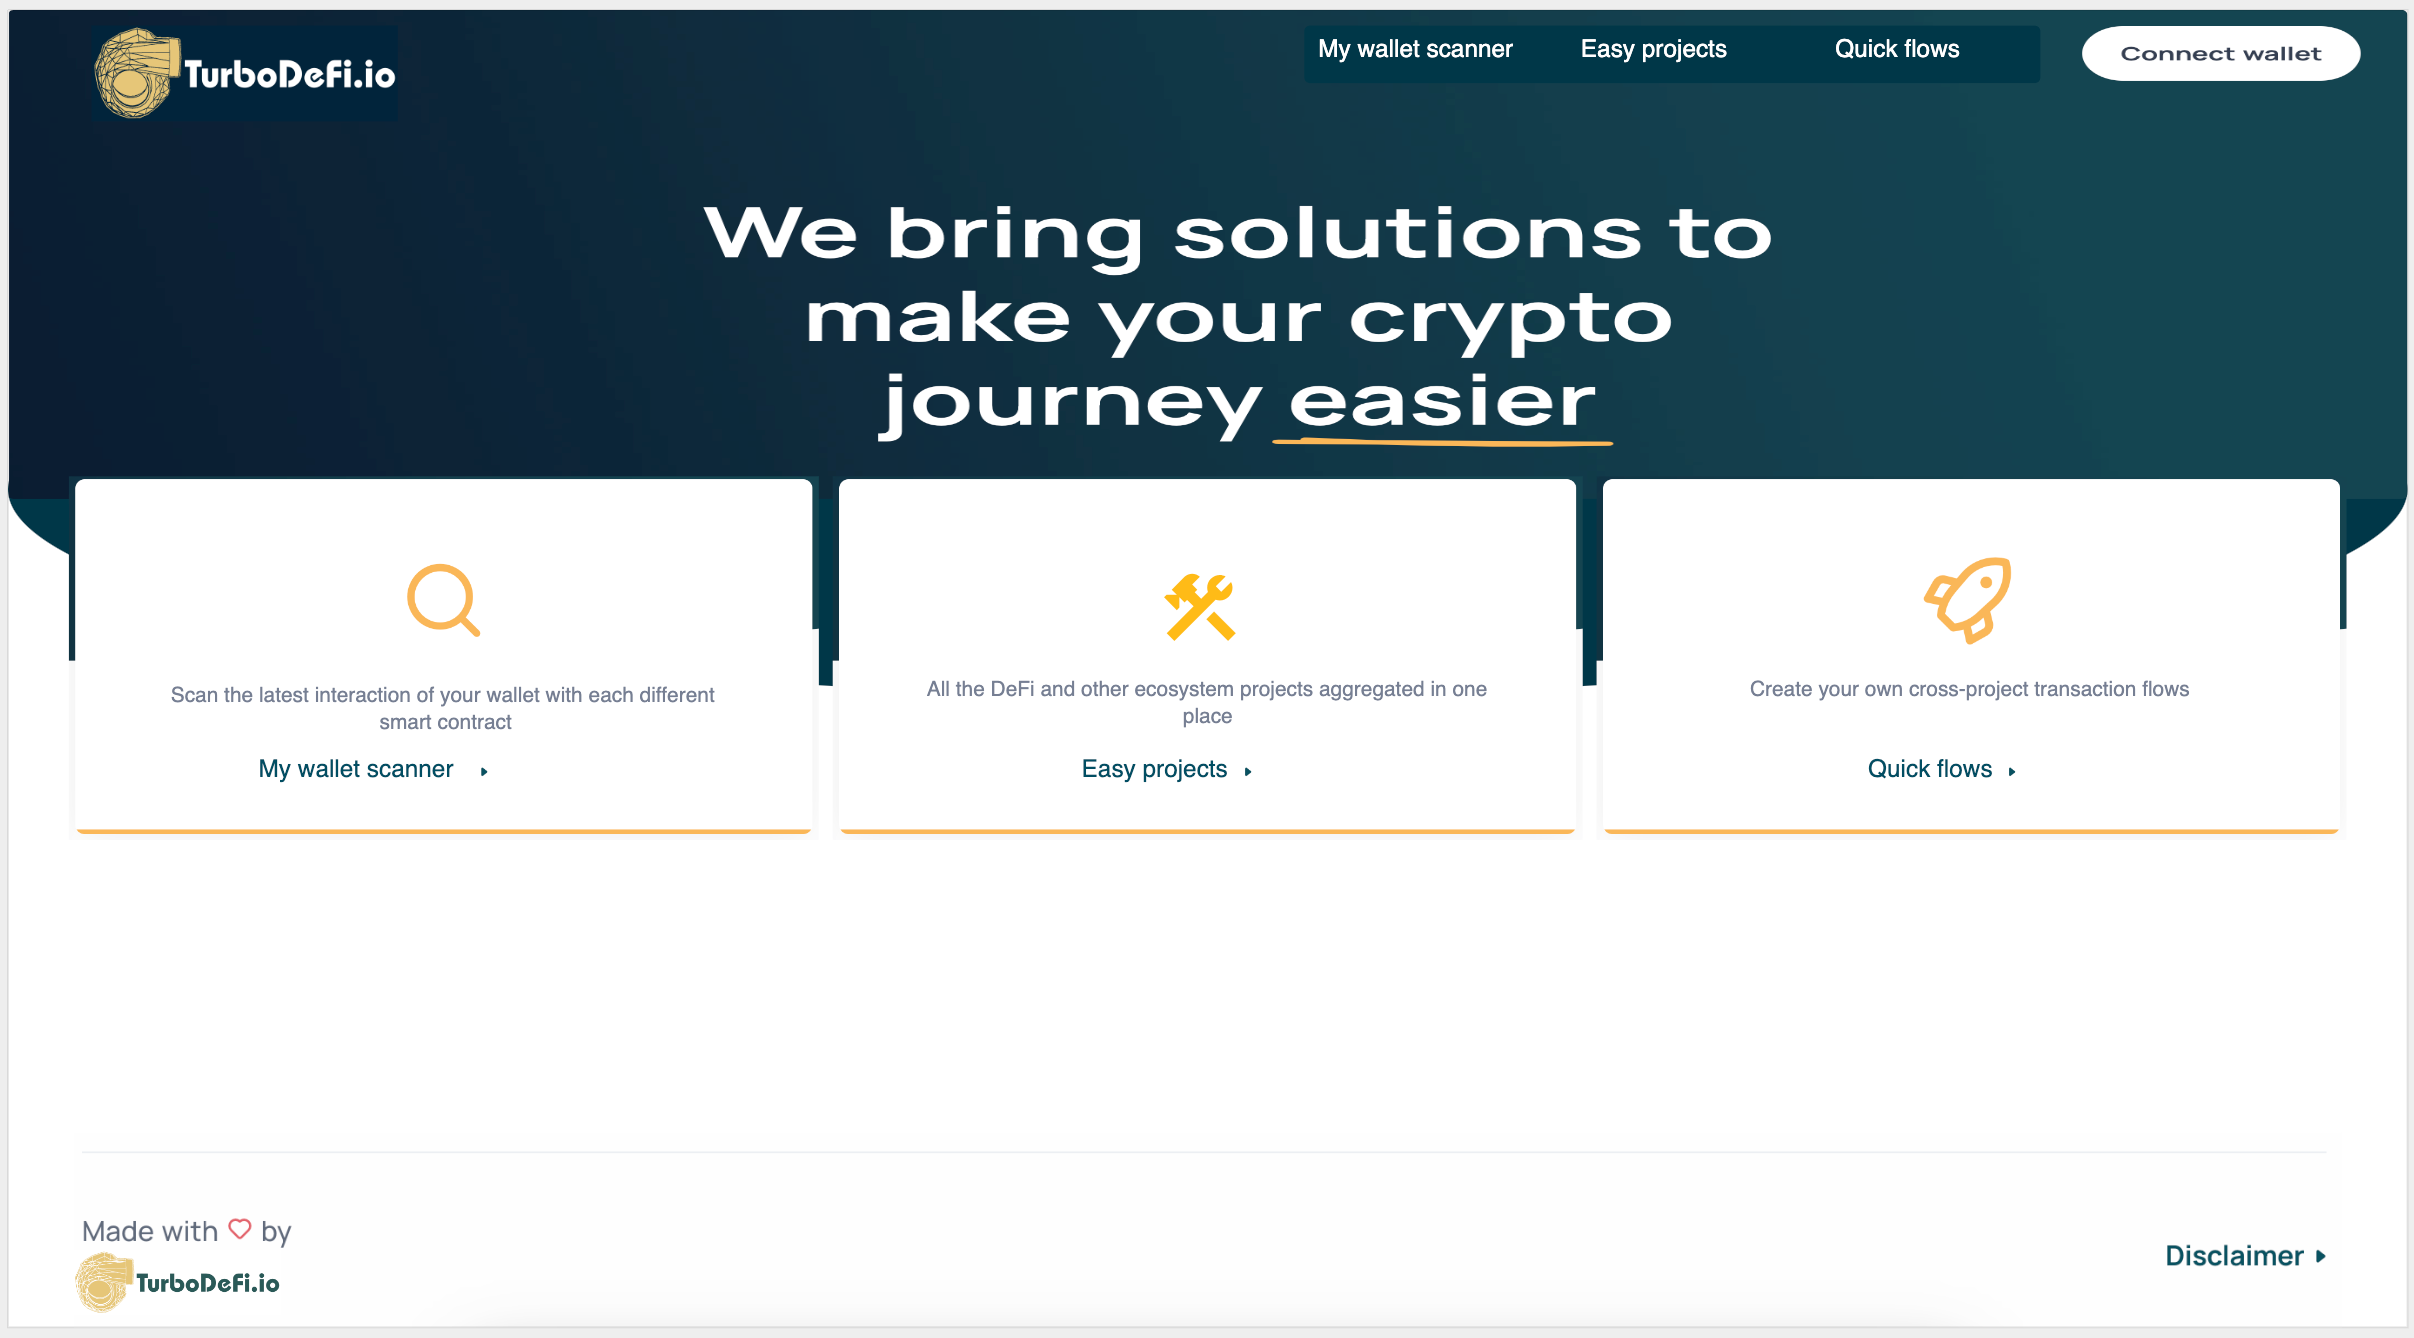 TurboDeFi.io
My wallet scanner
Easy projects
Quick flows
Connect wallet
We bring solutions to
make your crypto
journey easier
Scan the latest interaction of your wallet with each different
smart contract
My wallet scanner
All the DeFi and other ecosystem projects aggregated in one
place
Easy projects
Create your own cross-project transaction flows
Quick flows
Made with by
TurboDeFi.io
Disclaimer